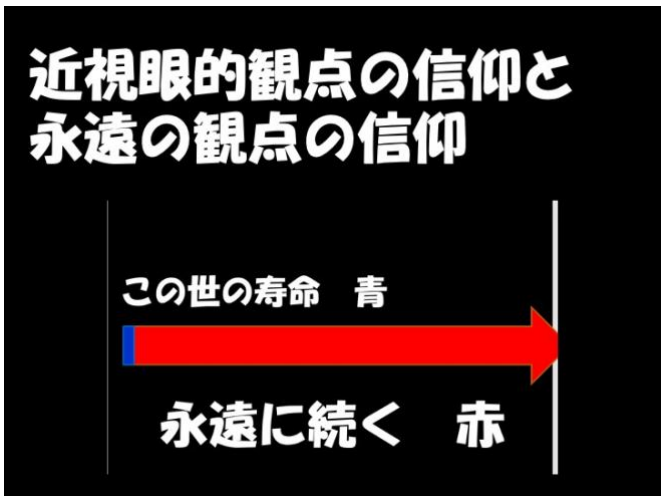 近視眼的観点の信仰と
永遠の観点の信仰
この世の寿命　青
永遠に続く　赤